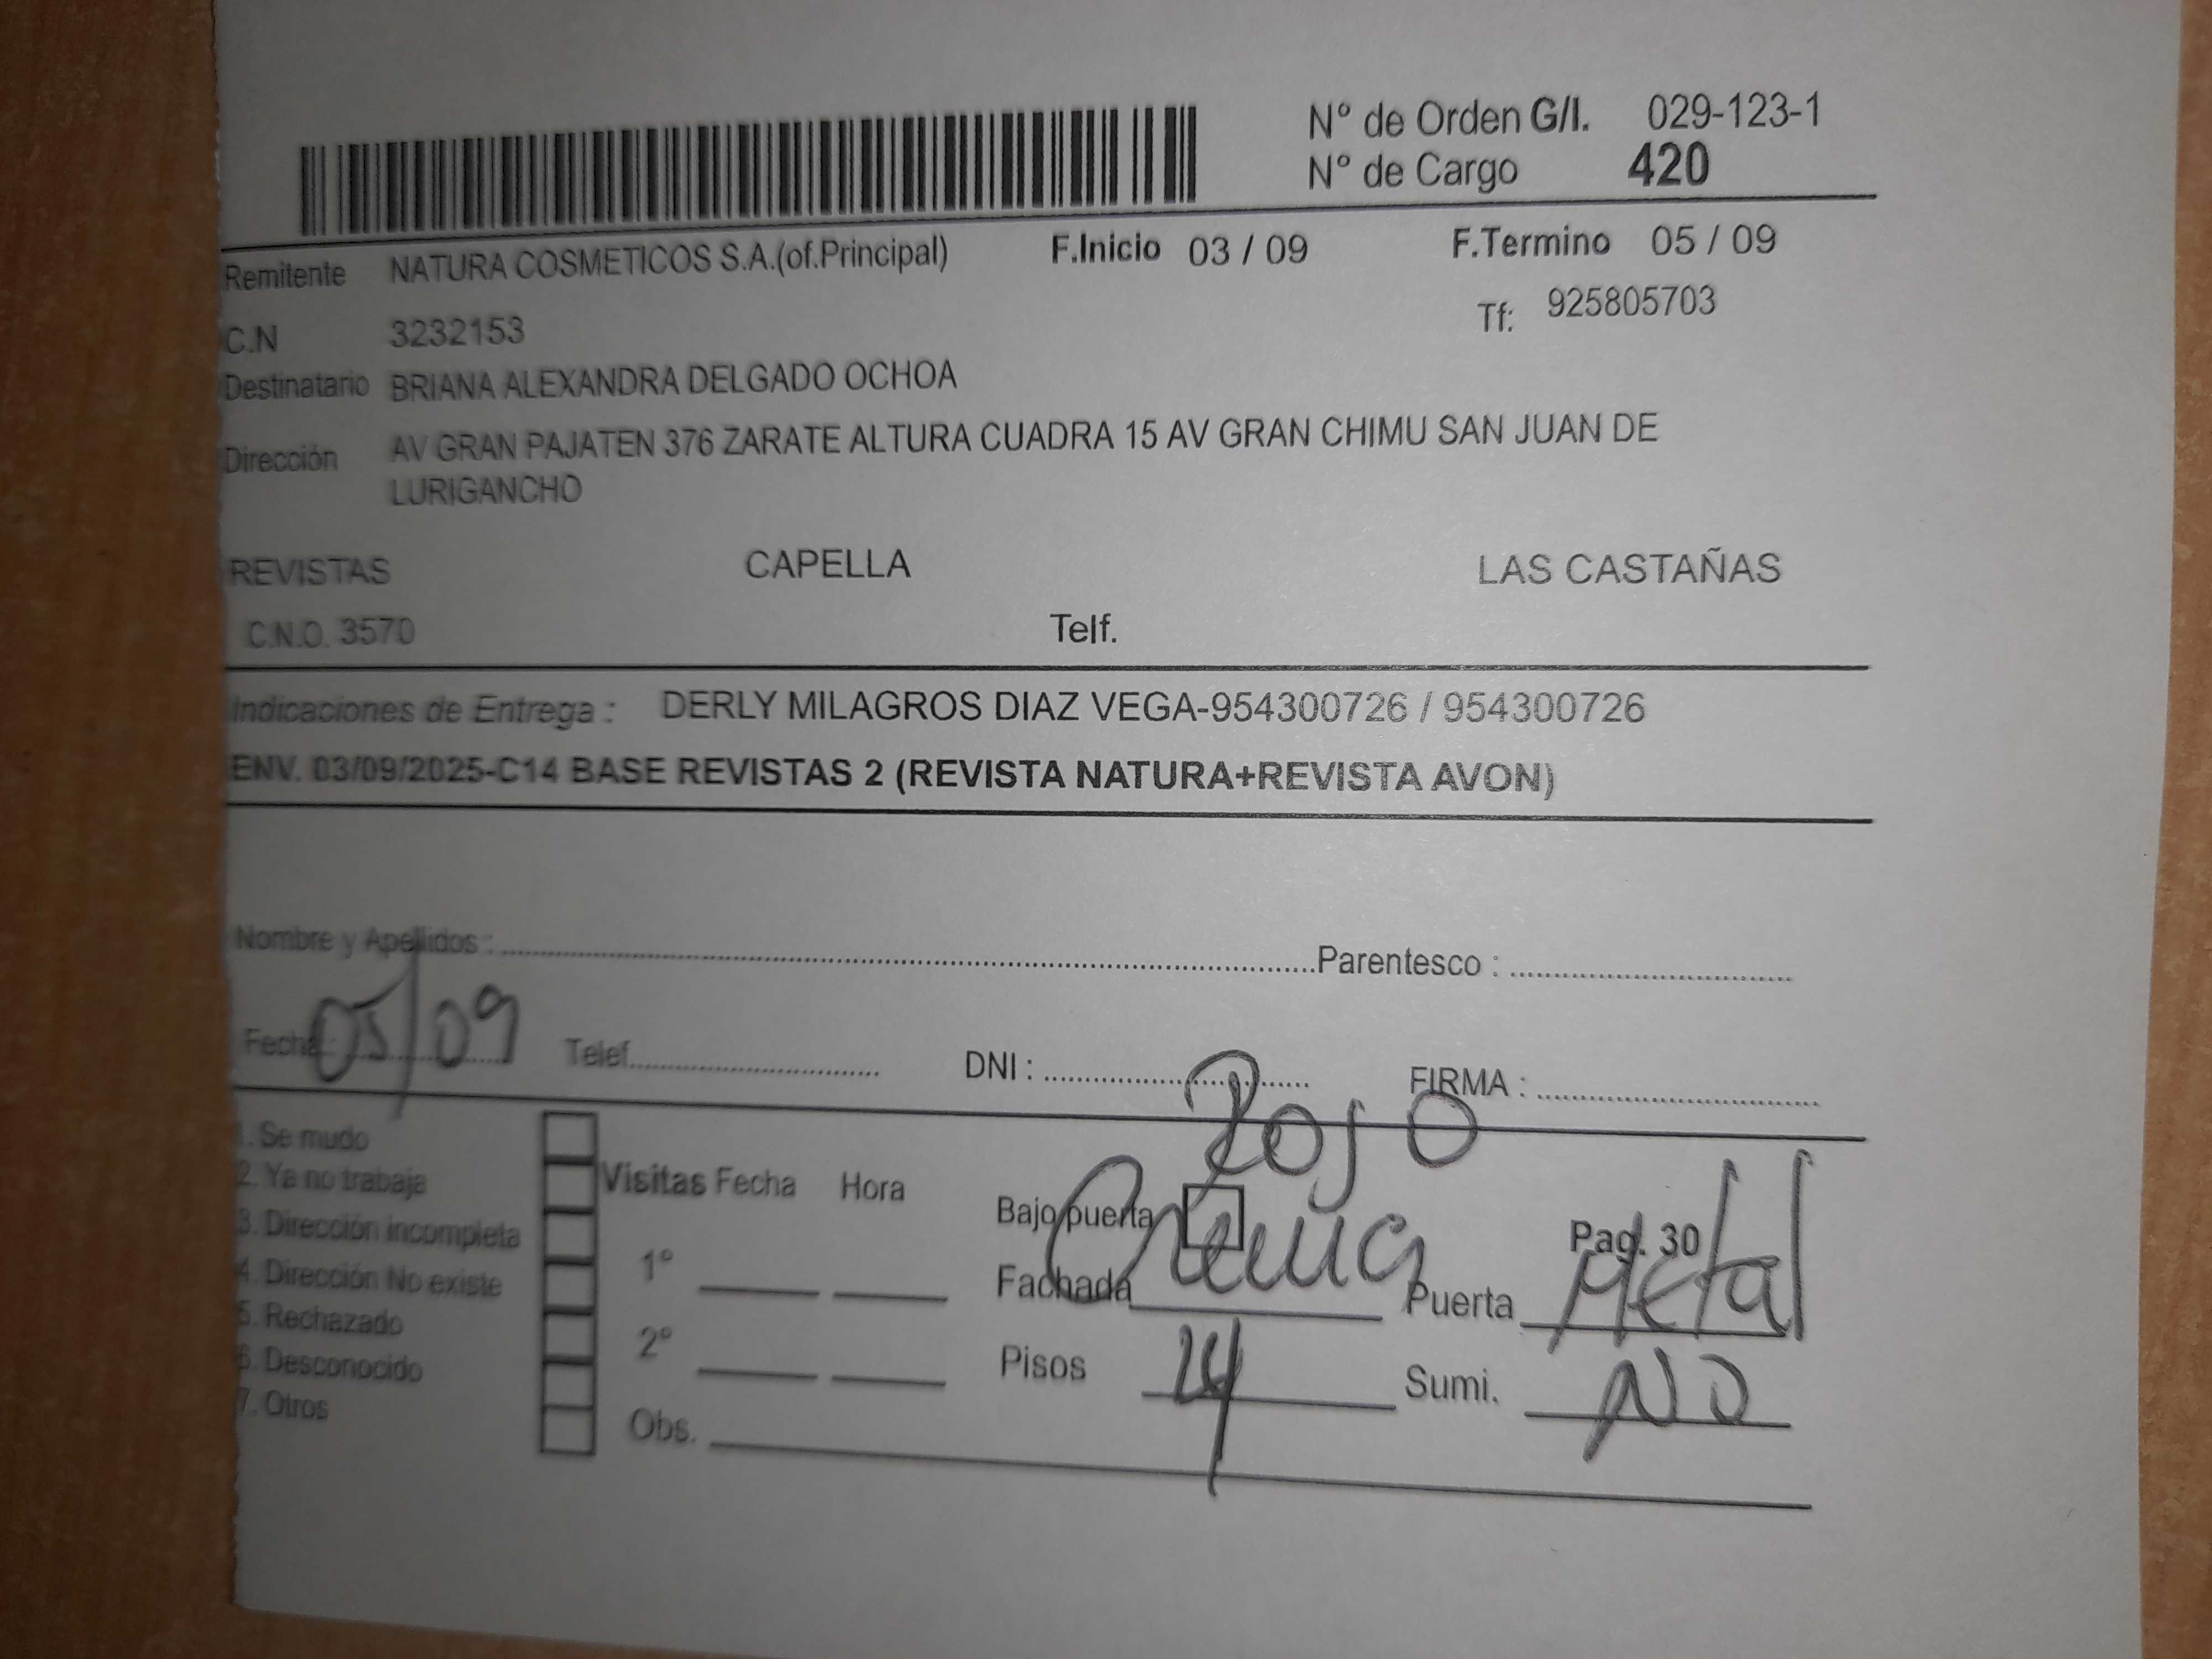 Nº de Orden G/I. 029-123-1
Nº de Cargo 420
Remitente NATURA COSMETICOS S.A.(of.Principal) F.Inicio 03 / 09 F.Termino 05 / 09
C.N 3232153 Tf: 925805703
Destinatario BRIANA ALEXANDRA DELGADO OCHOA
Dirección AV GRAN PAJATEN 376 ZARATE ALTURA CUADRA 15 AV GRAN CHIMU SAN JUAN DE
LURIGANCHO
REVISTAS CAPELLA LAS CASTAÑAS
C.N.O. 3570 Telf.
Indicaciones de Entrega : DERLY MILAGROS DIAZ VEGA-954300726 / 954300726
ENV. 03/09/2025-C14 BASE REVISTAS 2 (REVISTA NATURA+REVISTA AVON)
Nombre y Apellidos : Parentesco :
Fecha : 05/09 Telef. DNI : FIRMA :
Rojo
1. Se mudo
2. Ya no trabaja Visitas Fecha Hora Bajo puerta Crema Pag. 30
3. Dirección incompleta
4. Dirección No existe 1º Fachada Puerta Metal
5. Rechazado
6. Desconocido 2º Pisos Sumi. NO
7. Otros Obs.